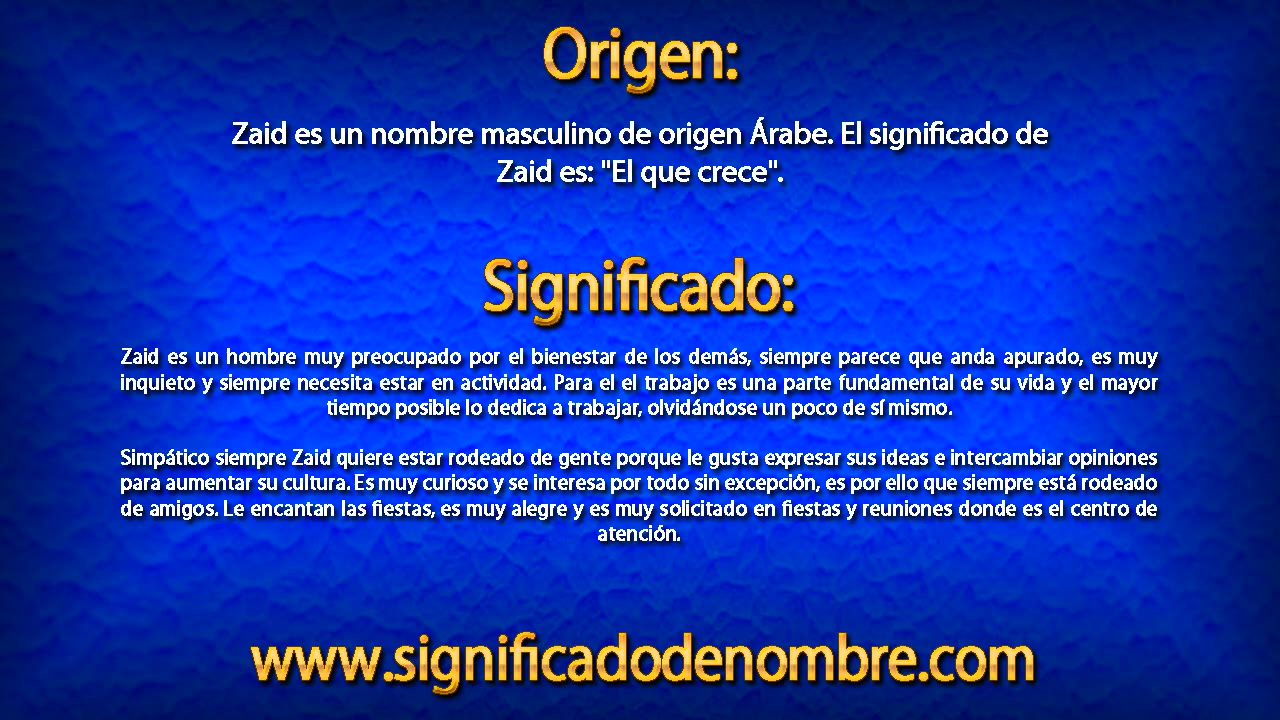 Origen:
Zaid es un nombre masculino de origen Árabe. El significado de
Zaid es: "El que crece".
Significado:
Zaid es un hombre muy preocupado por el bienestar de los demás, siempre parece que anda apurado, es muy
inquieto y siempre necesita estar en actividad. Para el el trabajo es una parte fundamental de su vida y el mayor
tiempo posible lo dedica a trabajar, olvidándose un poco de sí mismo.
Simpático siempre Zaid quiere estar rodeado de gente porque le gusta expresar sus ideas e intercambiar opiniones
para aumentar su cultura. Es muy curioso y se interesa por todo sin excepción, es por ello que siempre está rodeado
de amigos. Le encantan las fiestas, es muy alegre y es muy solicitado en fiestas y reuniones donde es el centro de
atención.
www.significadodenombre.com